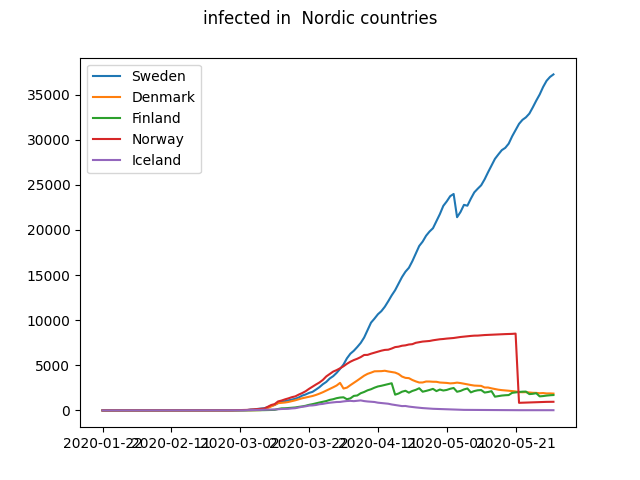 infected in  Nordic countries
Sweden
Denmark
Finland
Norway
Iceland
35000
30000
25000
20000
15000
10000
5000
0
2020-01-22 2020-02-11 2020-03-02 2020-03-22 2020-04-11 2020-05-01 2020-05-21